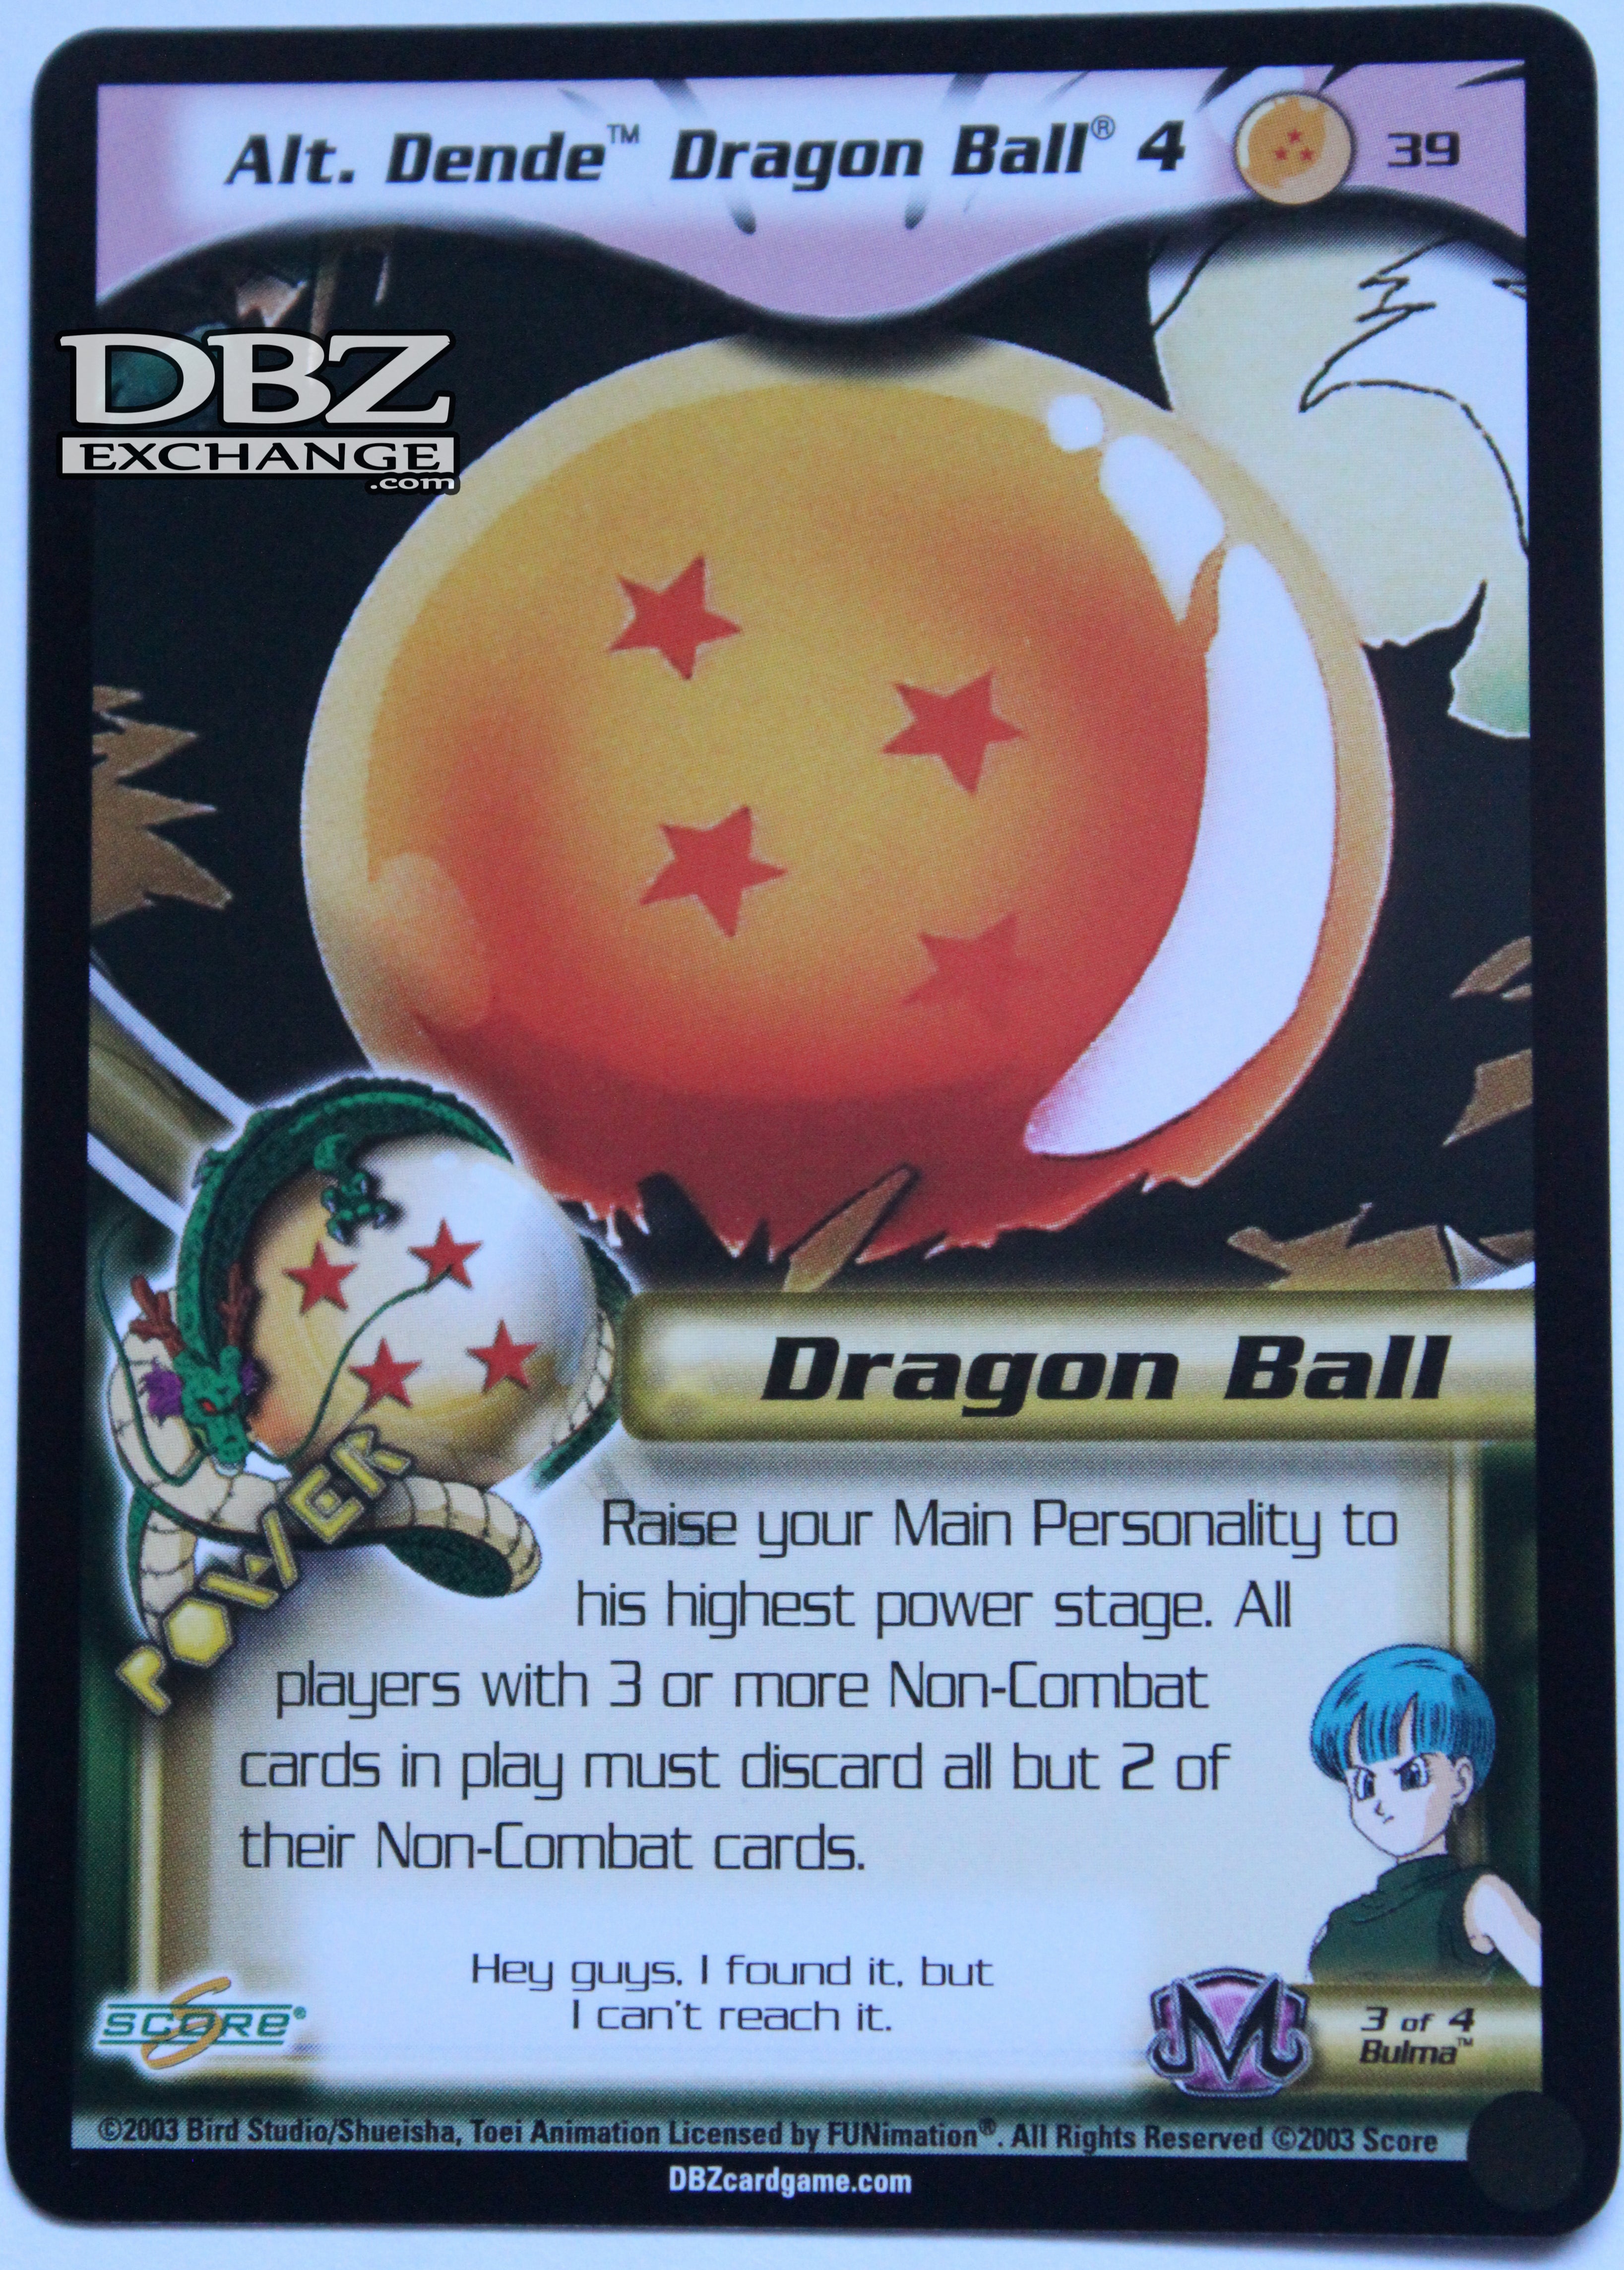 Alt. Dende™ Dragon Ball® 4 39
DBZ
EXCHANGE
.com
Dragon Ball
POWER
Raise your Main Personality to
his highest power stage. All
players with 3 or more Non-Combat
cards in play must discard all but 2 of
their Non-Combat cards.
Hey guys, I found it, but
I can't reach it.
SCORE®
M
3 of 4
Bulma™
©2003 Bird Studio/Shueisha, Toei Animation Licensed by FUNimation®. All Rights Reserved ©2003 Score
DBZcardgame.com